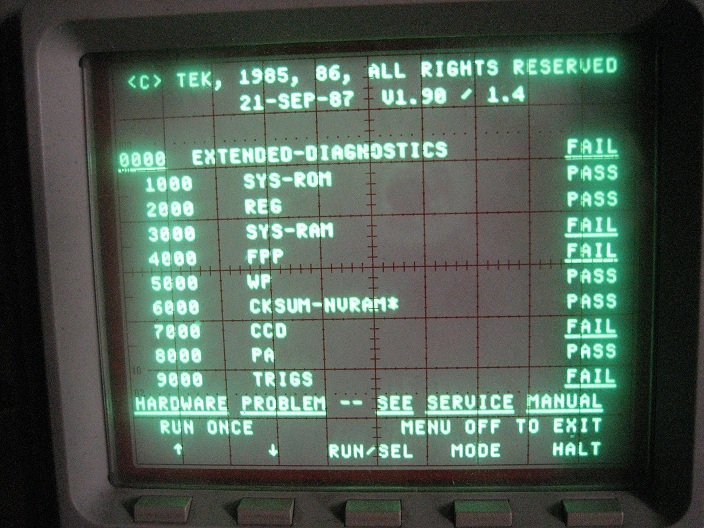 <C> TEK, 1985, 86, ALL RIGHTS RESERVED
21-SEP-87 V1.90 / 1.4
0000 EXTENDED-DIAGNOSTICS FAIL
1000 SYS-ROM PASS
2000 REG PASS
3000 SYS-RAM FAIL
4000 FPP FAIL
5000 WP PASS
6000 CKSUM-NVRAM* PASS
7000 CCD FAIL
8000 PA PASS
9000 TRIGS FAIL
HARDWARE PROBLEM -- SEE SERVICE MANUAL
RUN ONCE MENU OFF TO EXIT
↑ ↓ RUN/SEL MODE HALT